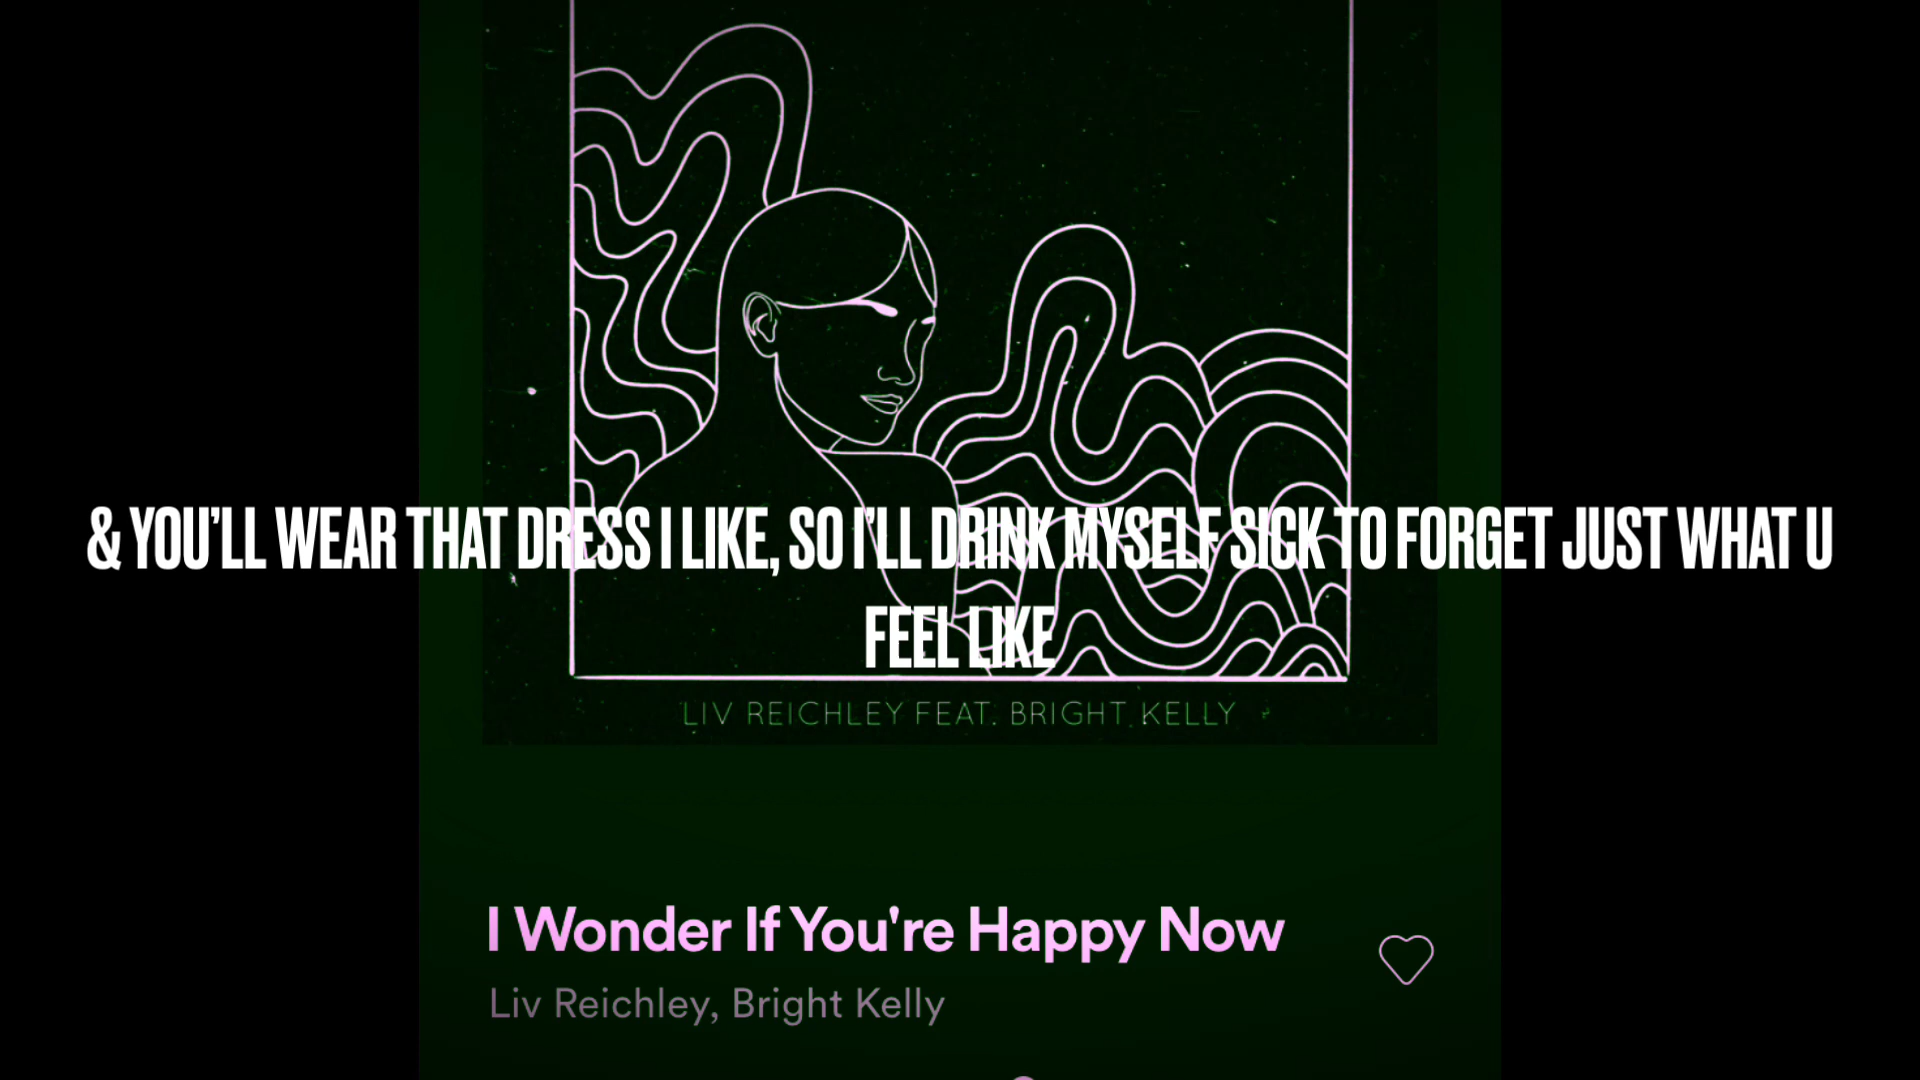 & YOU’LL WEAR THAT DRESS I LIKE, SO I’LL DRINK MYSELF SICK TO FORGET JUST WHAT U
FEEL LIKE
LIV REICHLEY FEAT. BRIGHT KELLY
I Wonder If You're Happy Now
Liv Reichley, Bright Kelly